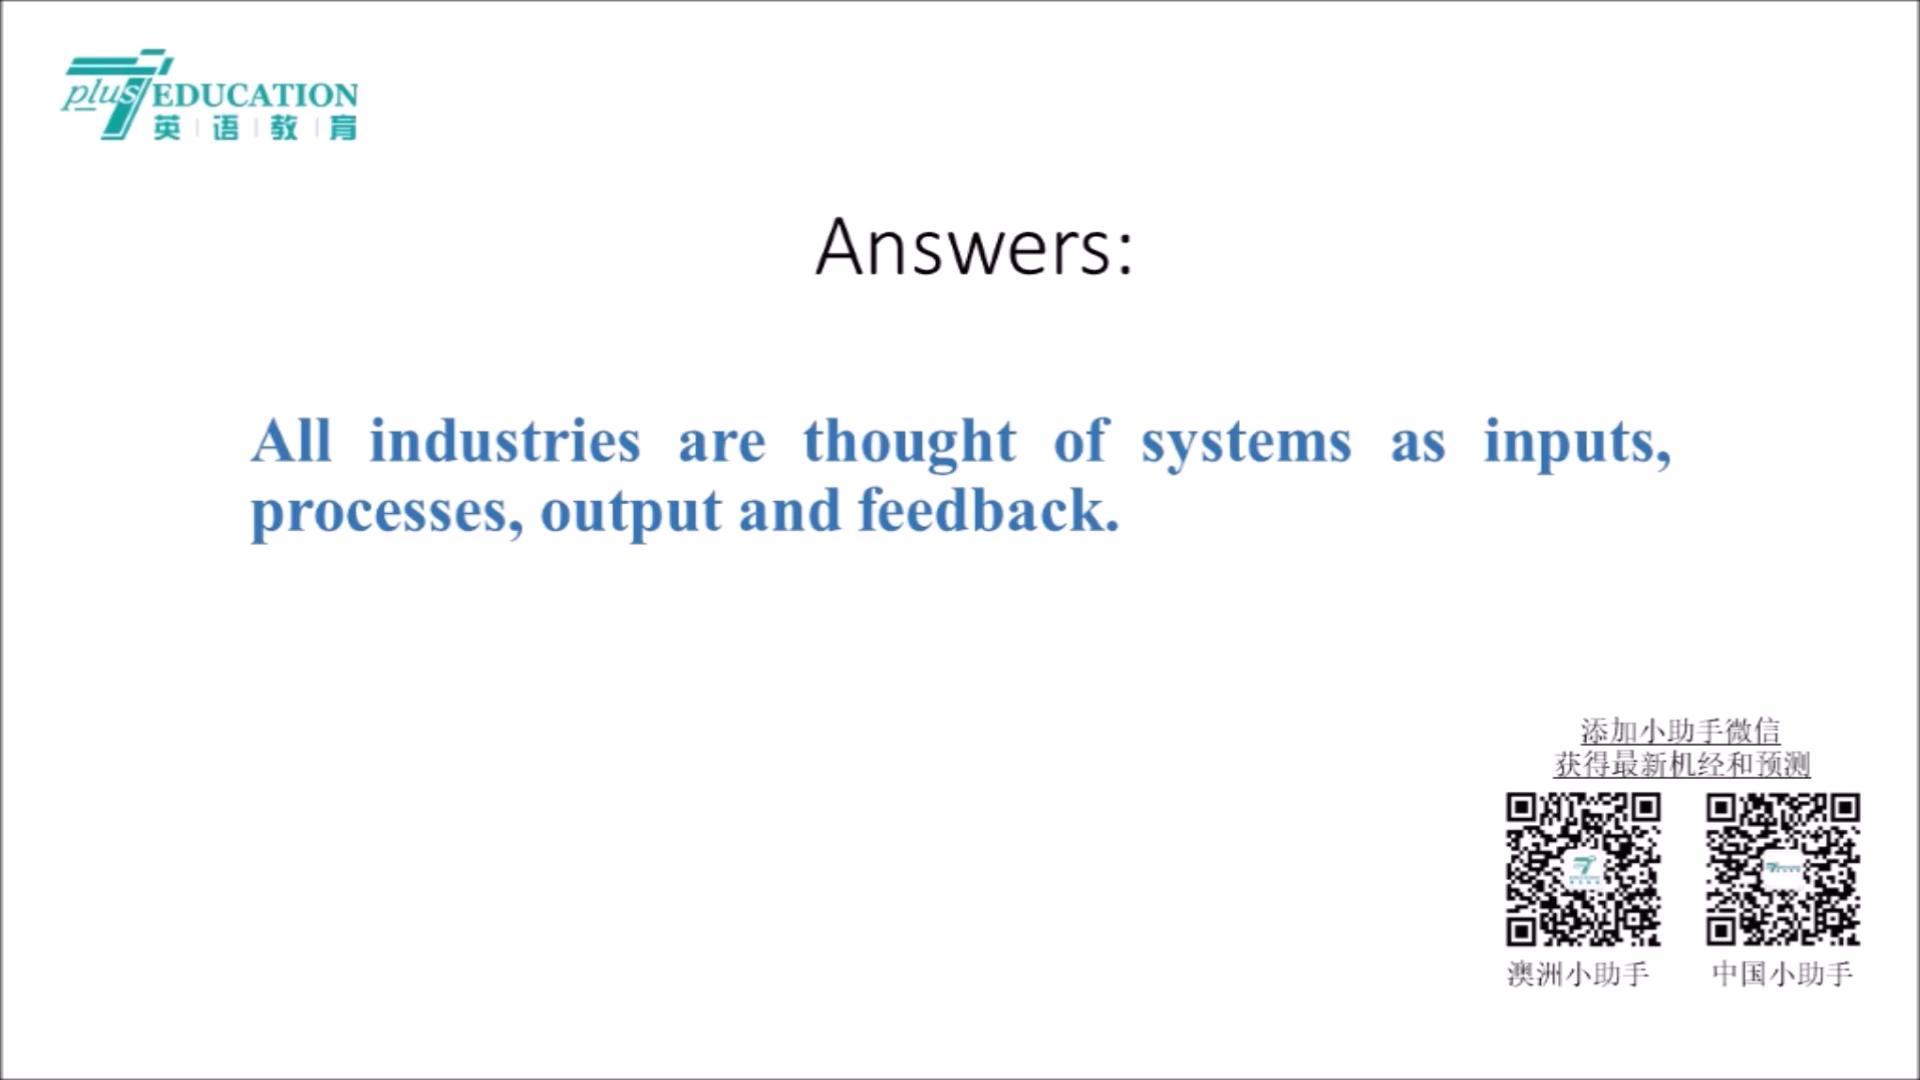 plus 7 EDUCATION
英语教育
Answers:
All industries are thought of systems as inputs,
processes, output and feedback.
添加小助手微信
获得最新机经和预测
澳洲小助手 中国小助手